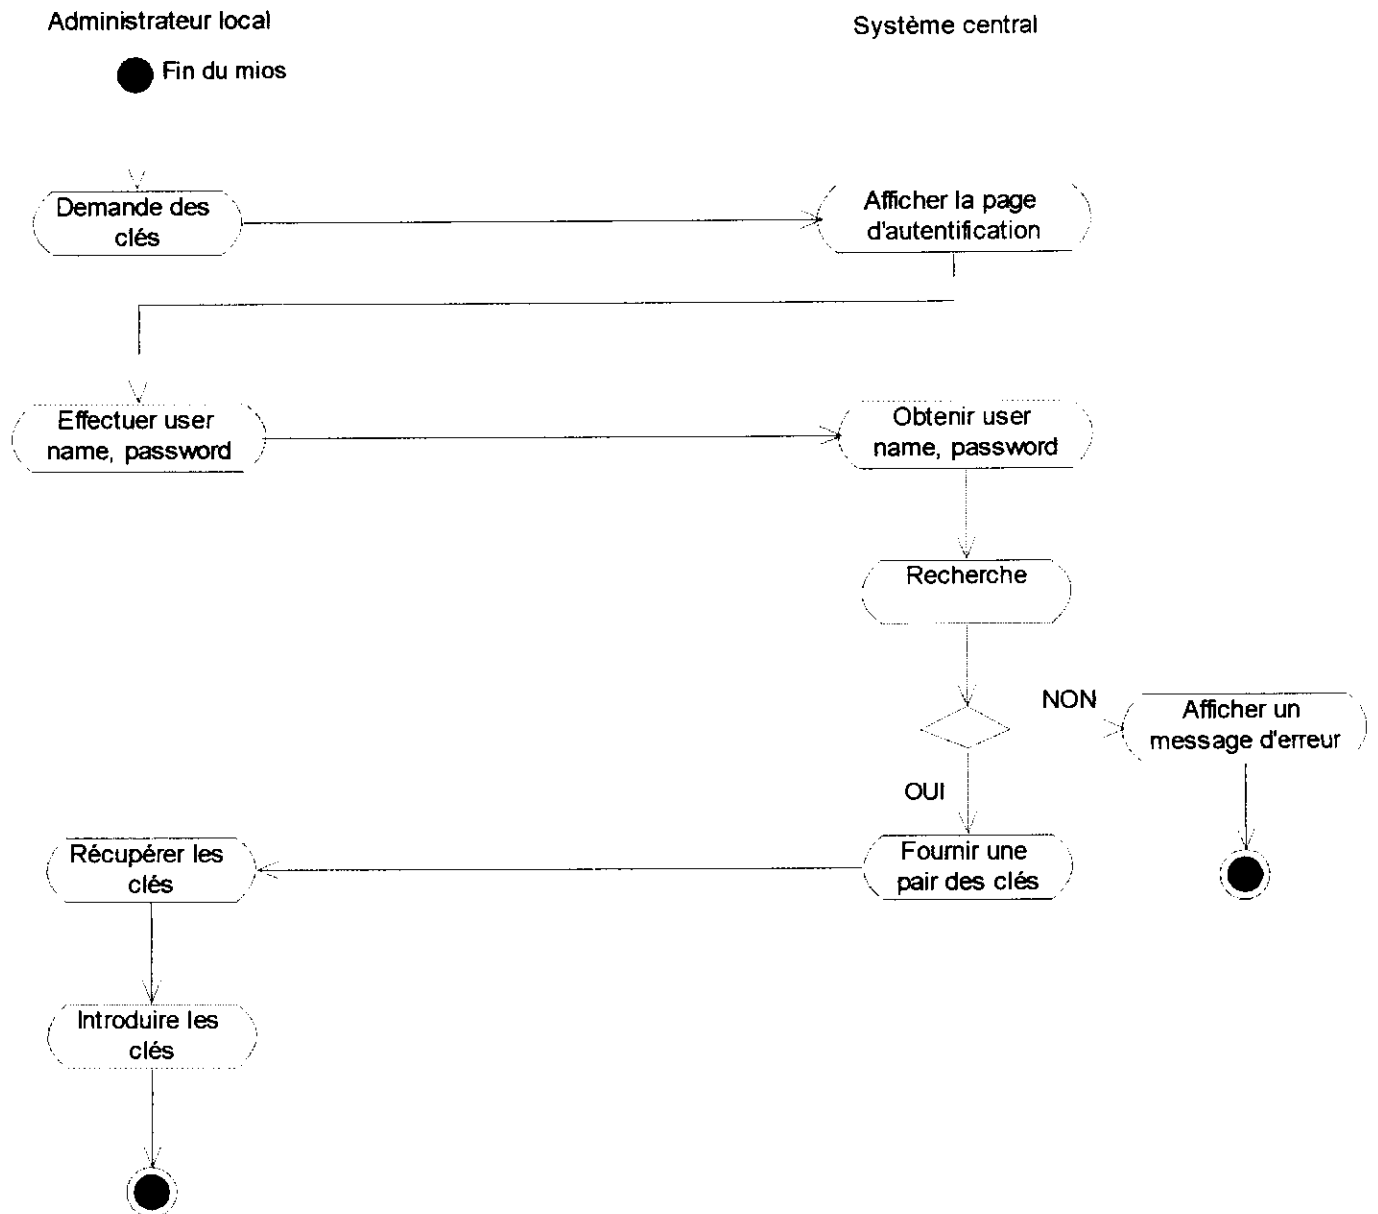 Administrateur local
Système central
Fin du mios
Demande des
clés
Afficher la page
d'autentification
Effectuer user
name, password
Obtenir user
name, password
Recherche
NON
Afficher un
message d'erreur
OUI
Récupérer les
clés
Fournir une
pair des clés
Introduire les
clés